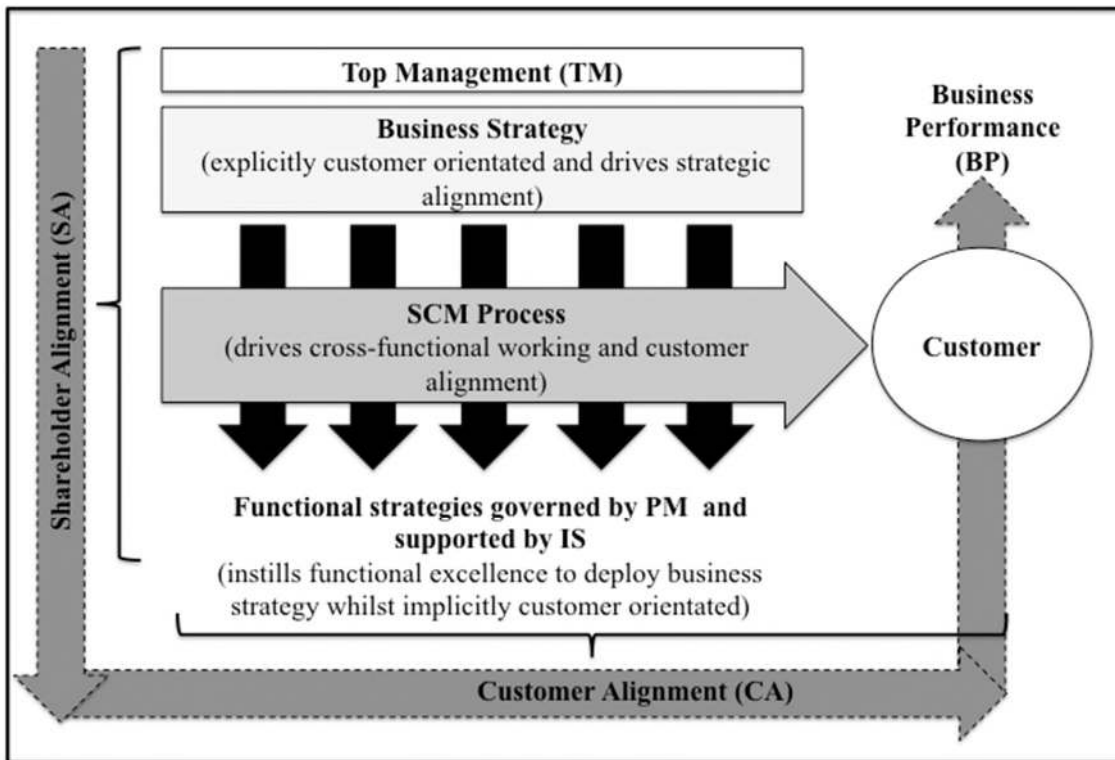 Top Management (TM)
Business Strategy
(explicitly customer orientated and drives strategic
alignment)
Business
Performance
(BP)
Shareholder Alignment (SA)
SCM Process
(drives cross-functional working and customer
alignment)
Customer
Functional strategies governed by PM and
supported by IS
(instills functional excellence to deploy business
strategy whilst implicitly customer orientated)
Customer Alignment (CA)